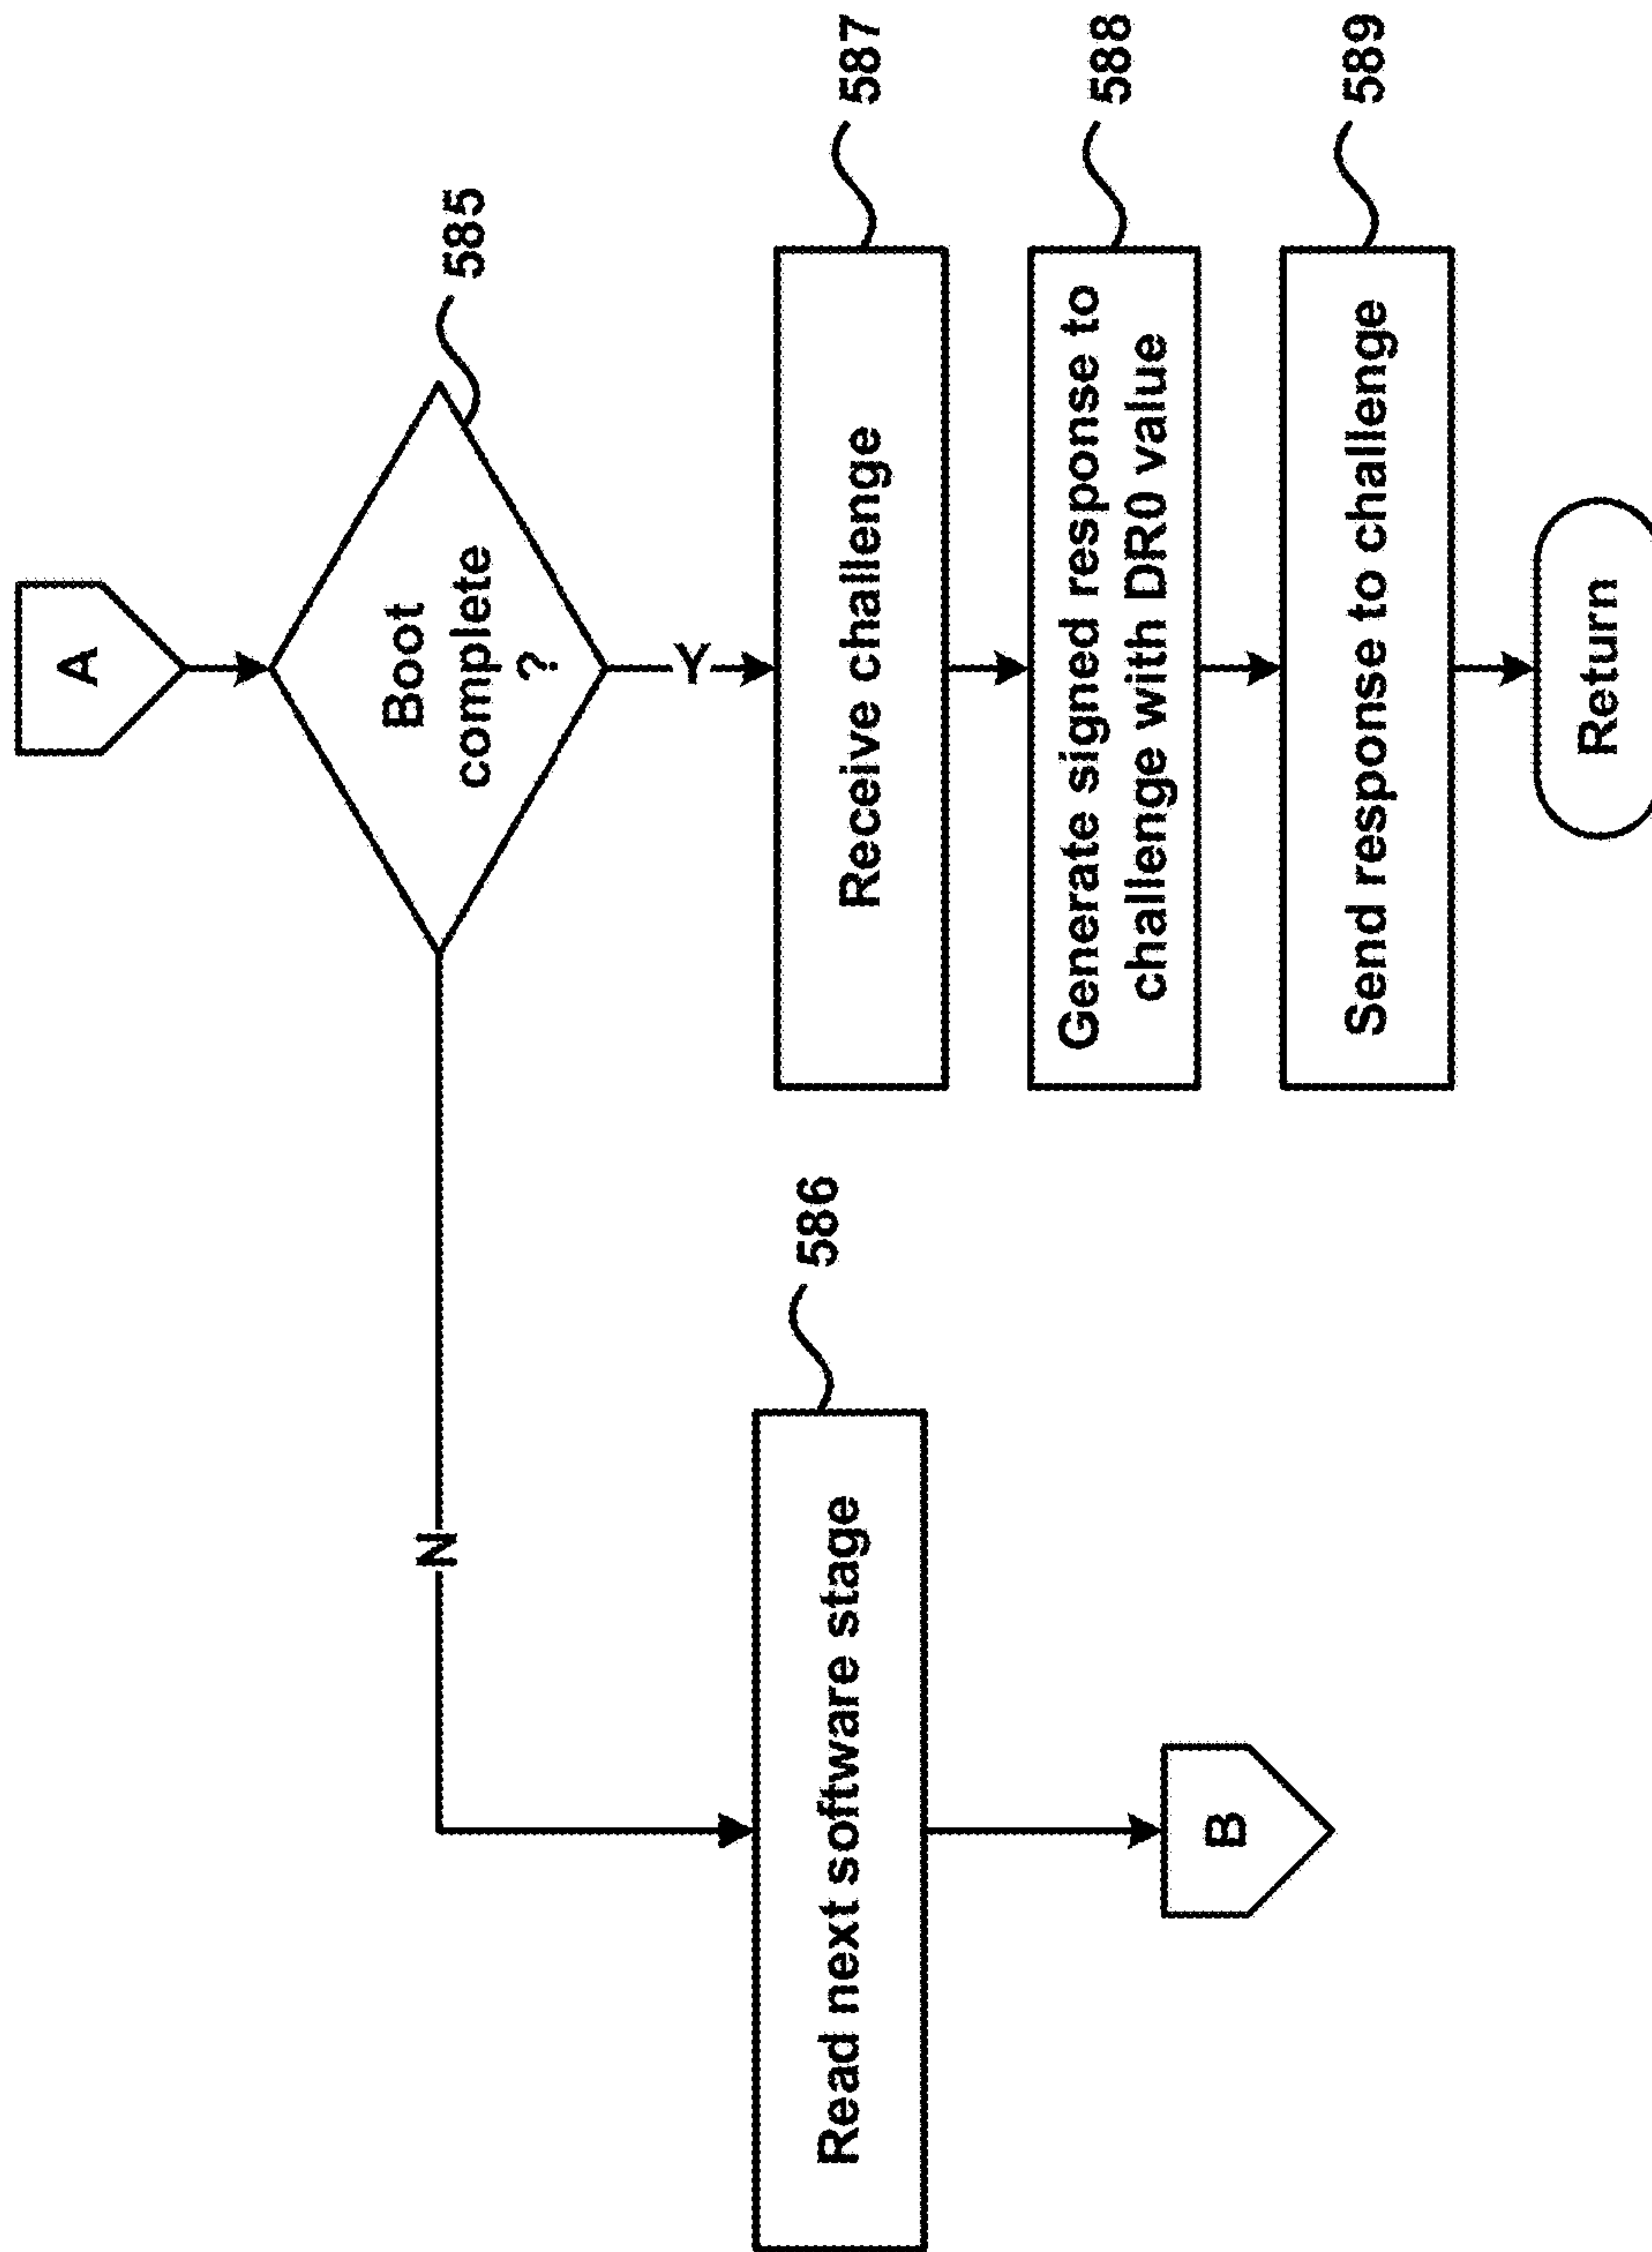 A
Boot
complete
?
585
N
Y
Read next software stage
586
B
Receive challenge
587
Generate signed response to
challenge with DR0 value
588
Send response to challenge
589
Return